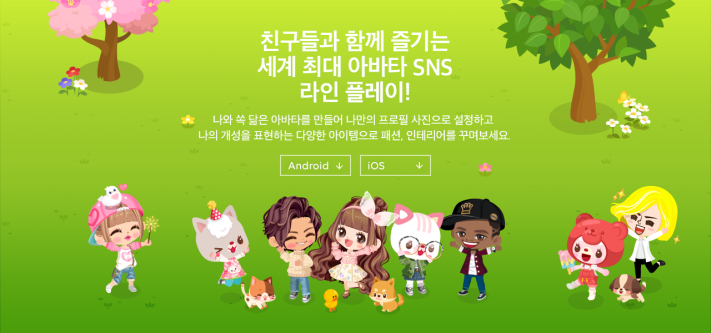 친구들과 함께 즐기는
세계 최대 아바타 SNS
라인 플레이!
나와 쏙 닮은 아바타를 만들어 나만의 프로필 사진으로 설정하고
나의 개성을 표현하는 다양한 아이템으로 패션, 인테리어를 꾸며보세요.
Android ↓ iOS ↓